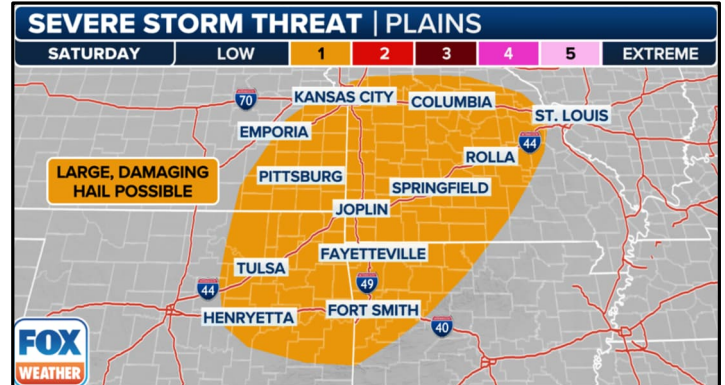 SEVERE STORM THREAT | PLAINS
SATURDAY LOW 1 2 3 4 5 EXTREME
70
KANSAS CITY
COLUMBIA
ST. LOUIS
EMPORIA
44
ROLLA
LARGE, DAMAGING
HAIL POSSIBLE
PITTSBURG
SPRINGFIELD
JOPLIN
FAYETTEVILLE
TULSA
44
49
HENRYETTA
FORT SMITH
40
FOX
WEATHER